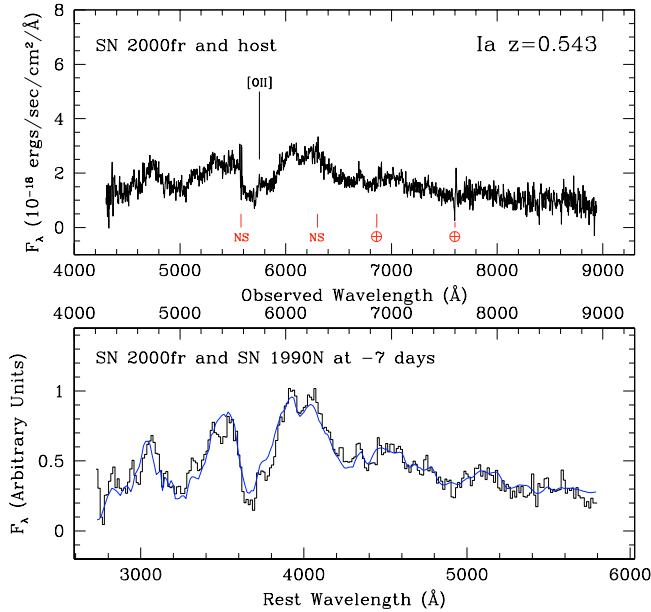 8
6
4
2
0
F_λ (10⁻¹⁸ ergs/sec/cm²/Å)
SN 2000fr and host
Ia z=0.543
[OII]
NS NS ⊕ ⊕
4000 5000 6000 7000 8000 9000
Observed Wavelength (Å)
4000 5000 6000 7000 8000 9000
SN 2000fr and SN 1990N at −7 days
1
0.5
0
F_λ (Arbitrary Units)
3000 4000 5000 6000
Rest Wavelength (Å)